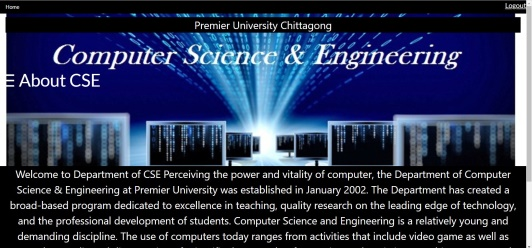 Home
Logout
Premier University Chittagong
Computer Science & Engineering
☰ About CSE
Welcome to Department of CSE Perceiving the power and vitality of computer, the Department of Computer
Science & Engineering at Premier University was established in January 2002. The Department has created a
broad-based program dedicated to excellence in teaching, quality research on the leading edge of technology,
and the professional development of students. Computer Science and Engineering is a relatively young and
demanding discipline. The use of computers today ranges from activities that include video game as well as